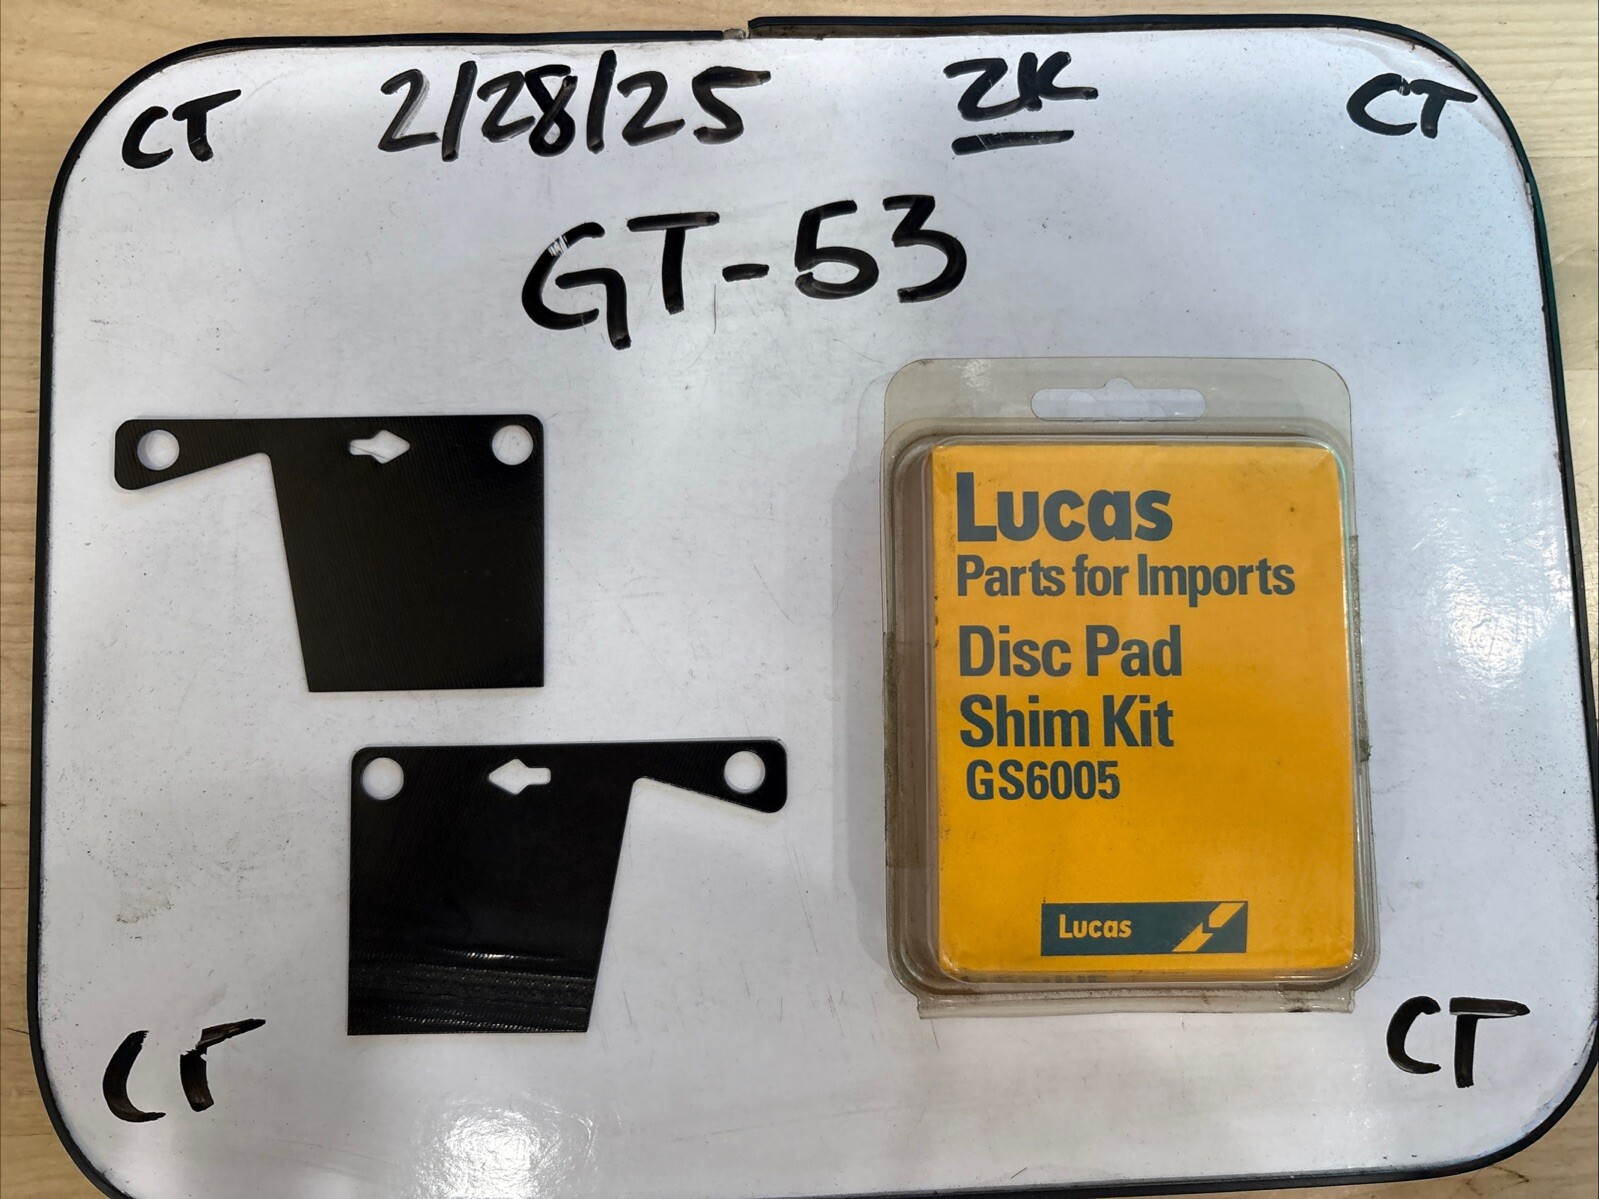 CT 2/28/25 ZK CT
GT-53
Lucas
Parts for Imports
Disc Pad
Shim Kit
GS6005
Lucas
CT CT